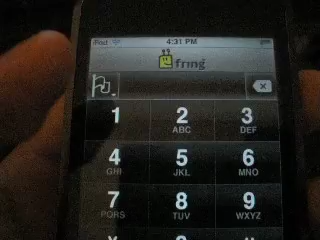 iPod 4:31 PM
fring
1 2 3
ABC DEF
4 5 6
GHI JKL MNO
7 8 9
PQRS TUV WXYZ